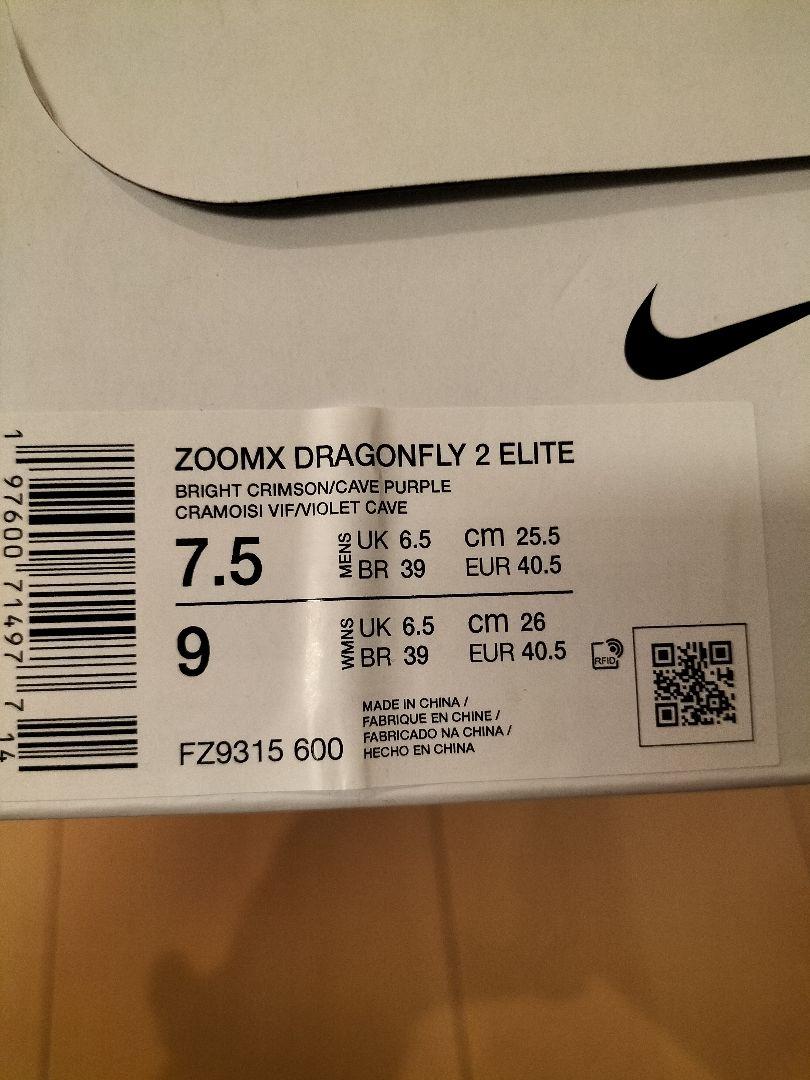 ZOOMX DRAGONFLY 2 ELITE
BRIGHT CRIMSON/CAVE PURPLE
CRAMOISI VIF/VIOLET CAVE
7.5 MENS UK 6.5 cm 25.5
BR 39 EUR 40.5
9 WMNS UK 6.5 cm 26
BR 39 EUR 40.5
RFID
MADE IN CHINA /
FABRIQUE EN CHINE /
FABRICADO NA CHINA /
HECHO EN CHINA
FZ9315 600
1 97600 71497 7 14